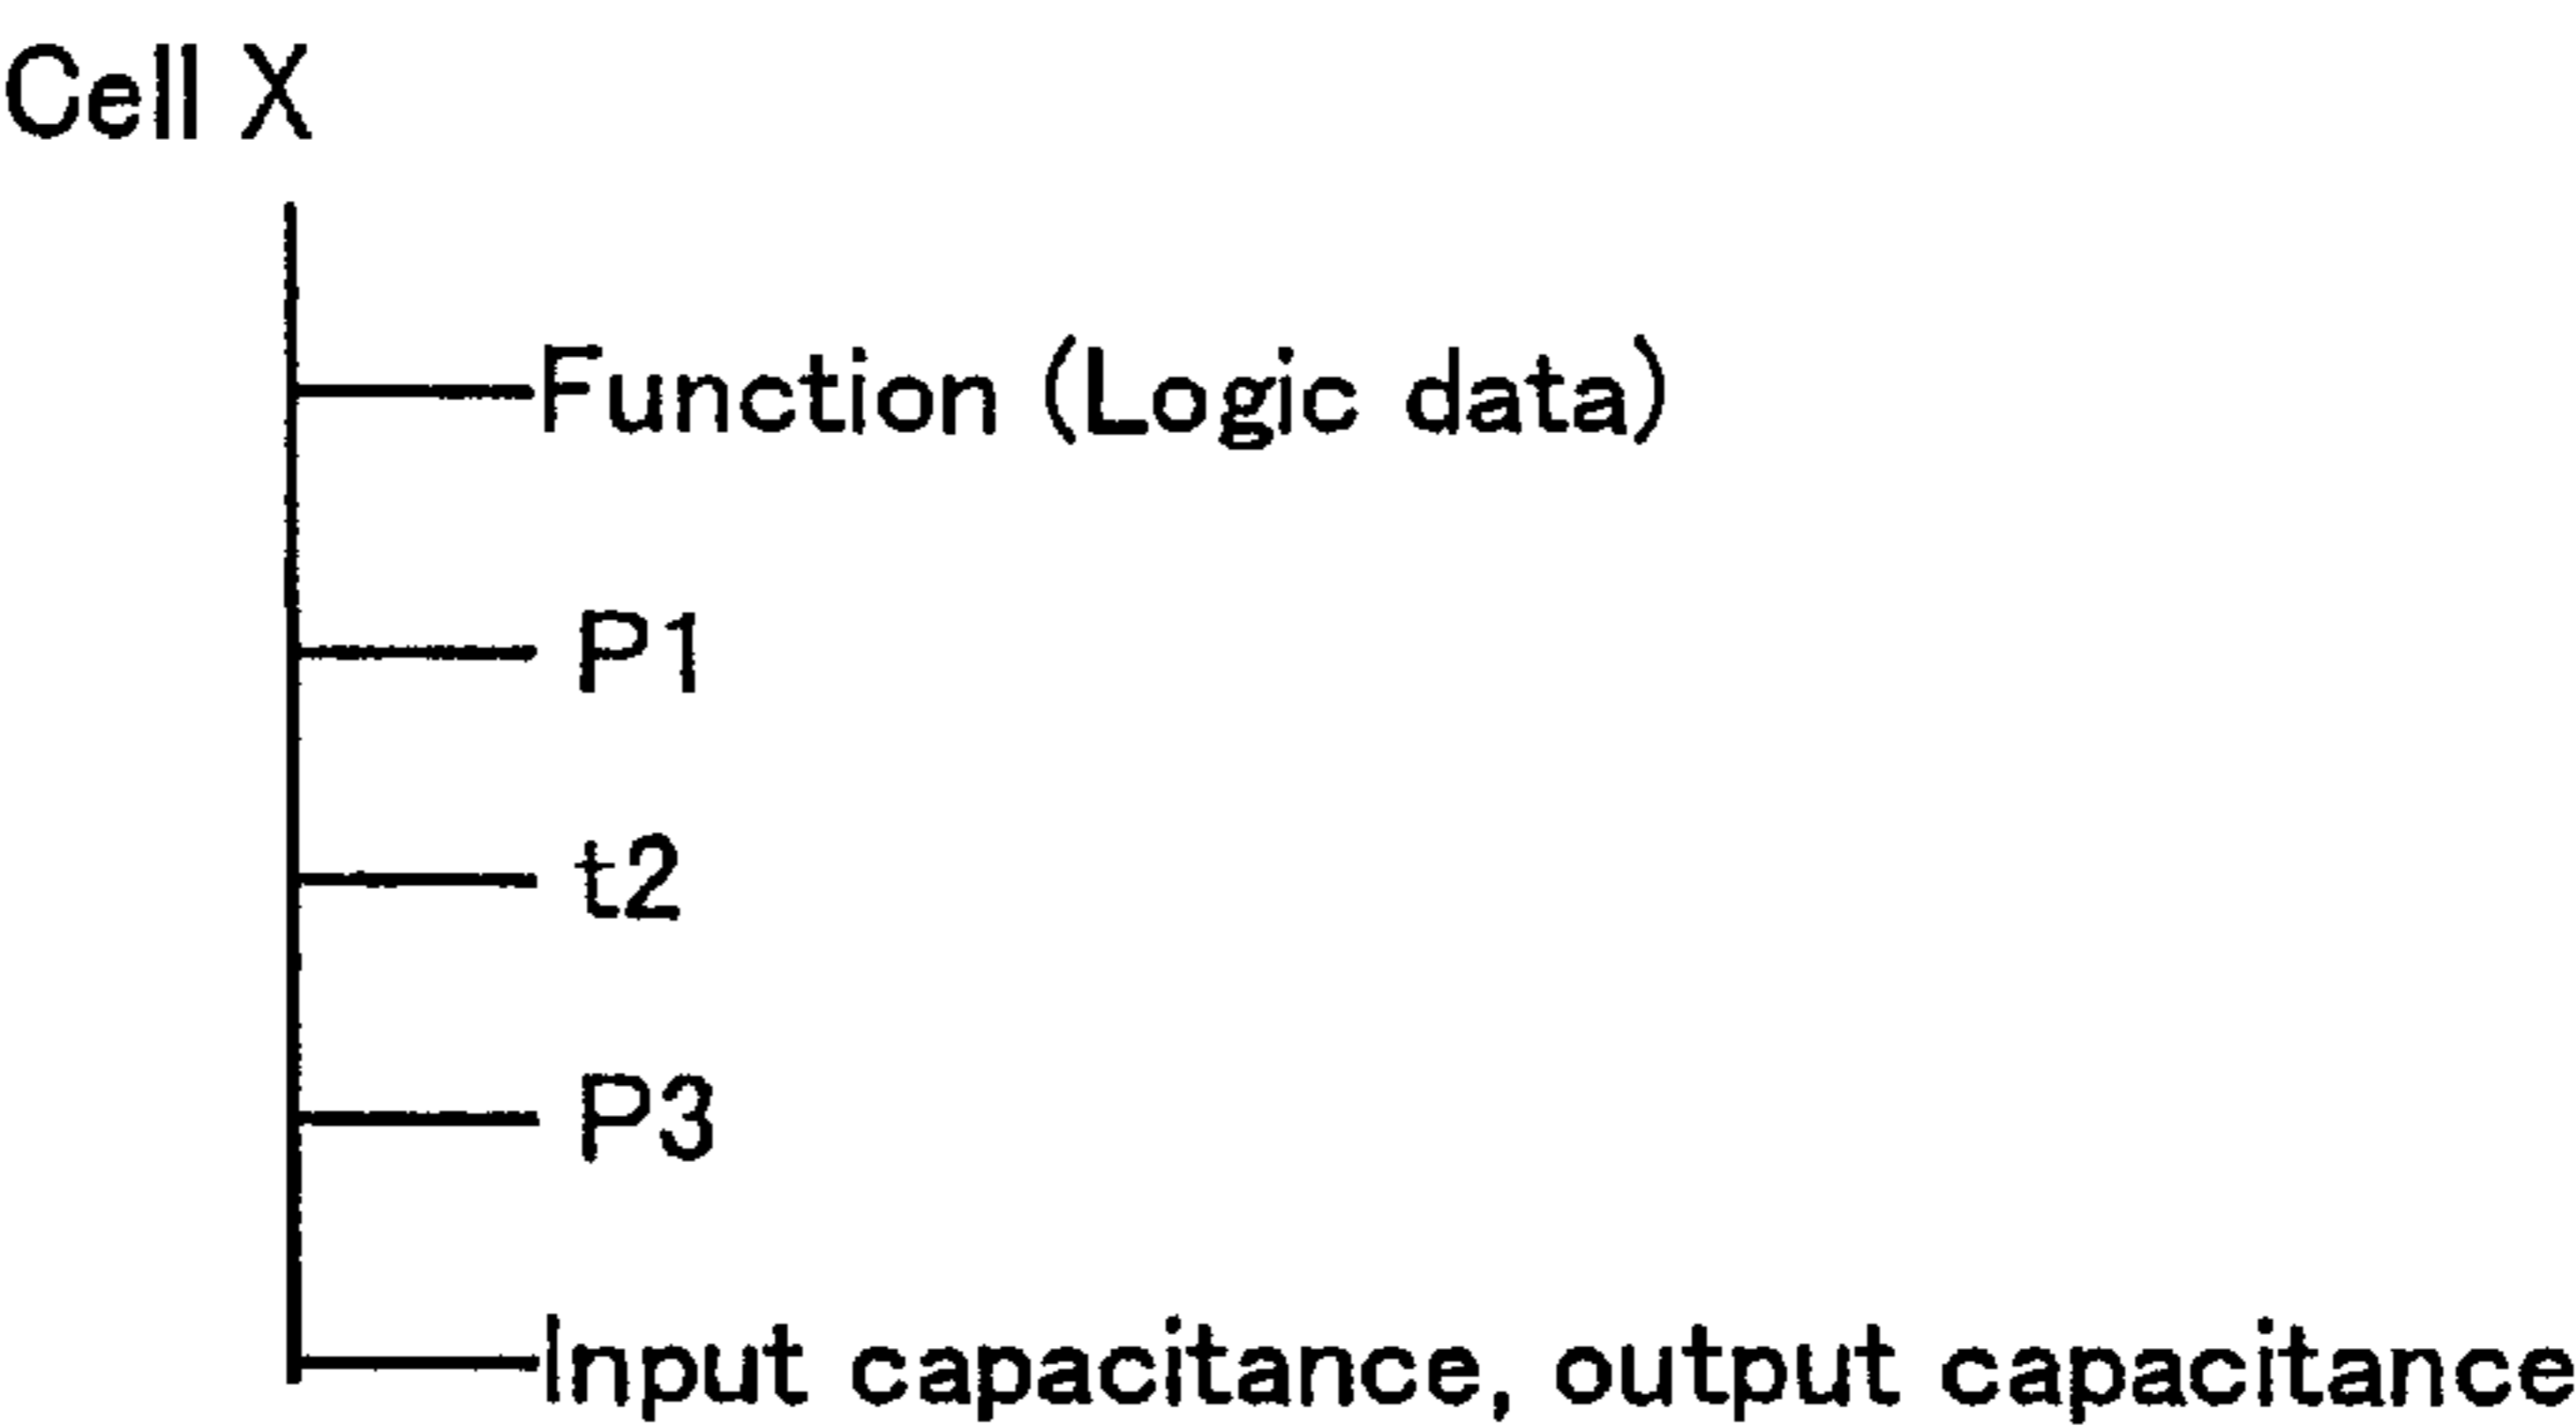 Cell X
Function (Logic data)
P1
t2
P3
Input capacitance, output capacitance